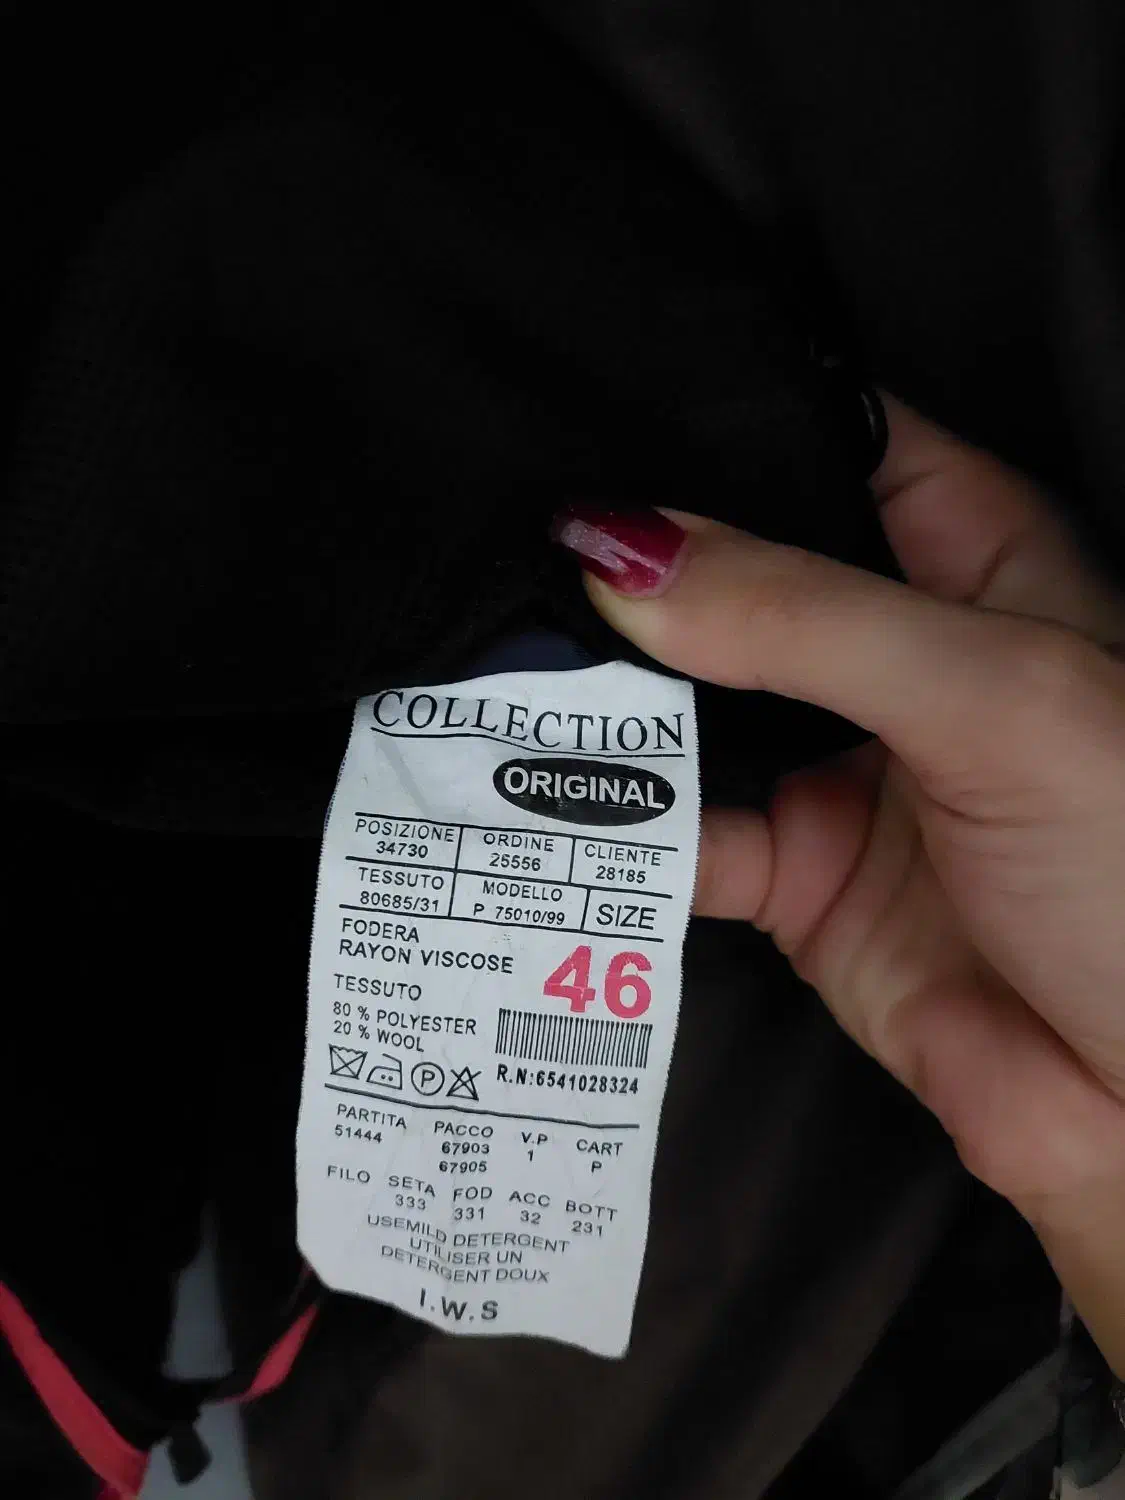 COLLECTION
ORIGINAL
POSIZIONE ORDINE CLIENTE
34730 25556 28185
TESSUTO MODELLO SIZE
80685/31 P 75010/99
FODERA
RAYON VISCOSE
46
TESSUTO
80 % POLYESTER
20 % WOOL
P
R.N:6541028324
PARTITA PACCO V.P CART
51444 67903 1 P
67905
FILO SETA FOD ACC BOTT
333 331 32 231
USEMILD DETERGENT
UTILISER UN
DETERGENT DOUX
I.W.S